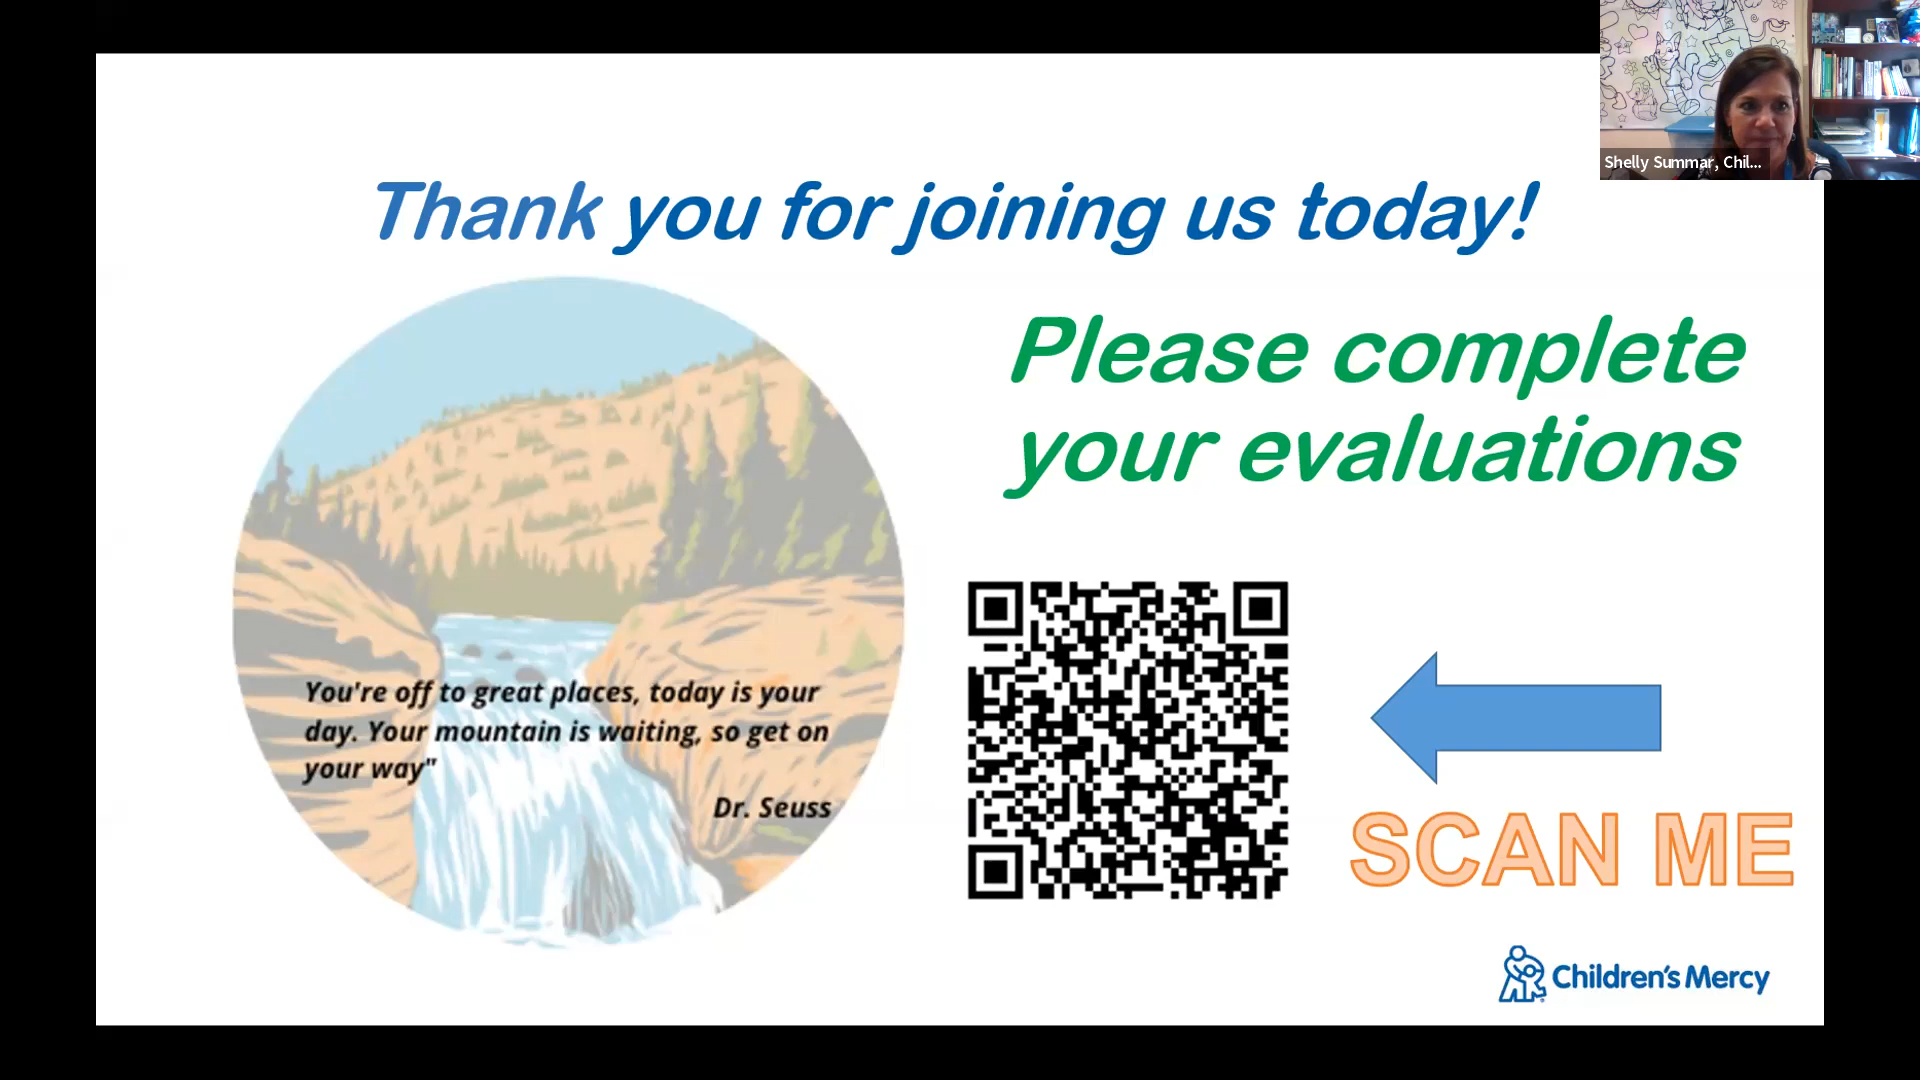 Shelly Summar, Chil...
Thank you for joining us today!
Please complete
your evaluations
You're off to great places, today is your
day. Your mountain is waiting, so get on
your way"
Dr. Seuss
SCAN ME
Children's Mercy